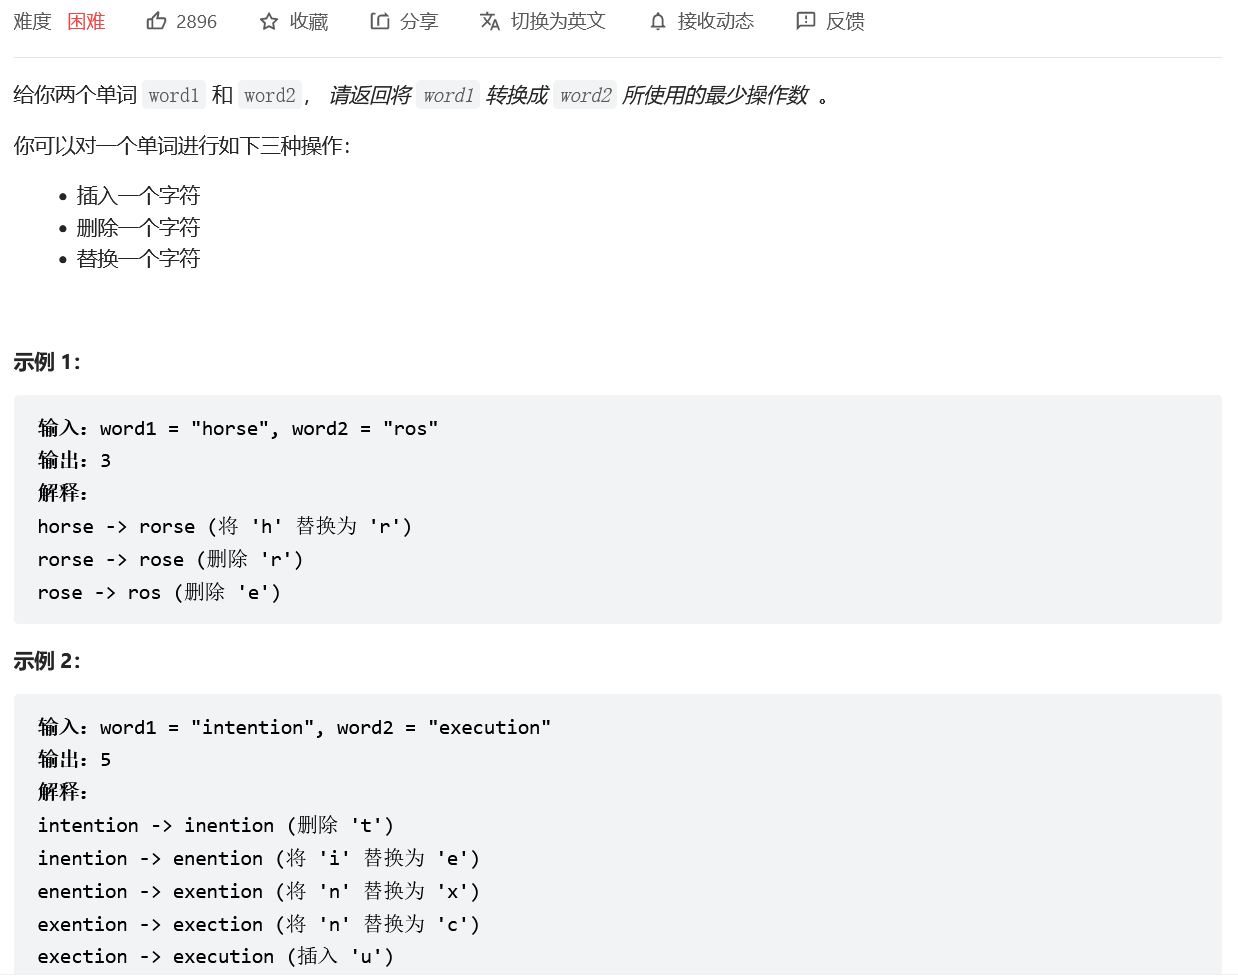 难度 困难 2896 收藏 分享 切换为英文 接收动态 反馈
给你两个单词 word1 和 word2， 请返回将 word1 转换成 word2 所使用的最少操作数 。
你可以对一个单词进行如下三种操作：
• 插入一个字符
• 删除一个字符
• 替换一个字符
示例 1：
输入：word1 = "horse", word2 = "ros"
输出：3
解释：
horse -> rorse (将 'h' 替换为 'r')
rorse -> rose (删除 'r')
rose -> ros (删除 'e')
示例 2：
输入：word1 = "intention", word2 = "execution"
输出：5
解释：
intention -> inention (删除 't')
inention -> enention (将 'i' 替换为 'e')
enention -> exention (将 'n' 替换为 'x')
exention -> exection (将 'n' 替换为 'c')
exection -> execution (插入 'u')